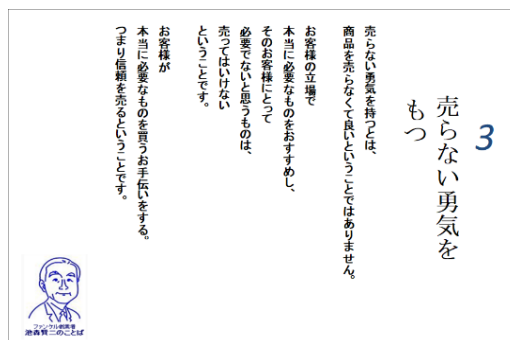 3
売らない勇気を
もつ
売らない勇気を持つとは、
商品を売らなくて良いということではありません。
お客様の立場で
本当に必要なものをおすすめし、
そのお客様にとって
必要でないと思うものは、
売ってはいけない
ということです。
お客様が
本当に必要なものを買うお手伝いをする。
つまり信頼を売るということです。
ファンケル創業者
池森賢二のことば